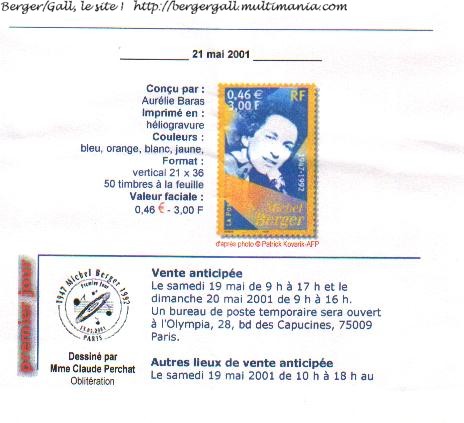 Berger/Gall, le site ! http://bergergall.multimania.com
21 mai 2001
Conçu par :
Aurélie Baras
Imprimé en :
héliogravure
Couleurs :
bleu, orange, blanc, jaune,
Format :
vertical 21 x 36
50 timbres à la feuille
Valeur faciale :
0,46 € - 3,00 F
0,46 € RF
3,00 F
1947-1992
Michel
Berger
LA POS
d'après photo © Patrick Kovarik-AFP
premier jour
1947 Michel Berger 1992
Premier Jour
PARIS
Dessiné par
Mme Claude Perchat
Oblitération
Vente anticipée
Le samedi 19 mai de 9 h à 17 h et le
dimanche 20 mai 2001 de 9 h à 16 h.
Un bureau de poste temporaire sera ouvert
à l'Olympia, 28, bd des Capucines, 75009
Paris.
Autres lieux de vente anticipée
Le samedi 19 mai 2001 de 10 h à 18 h au